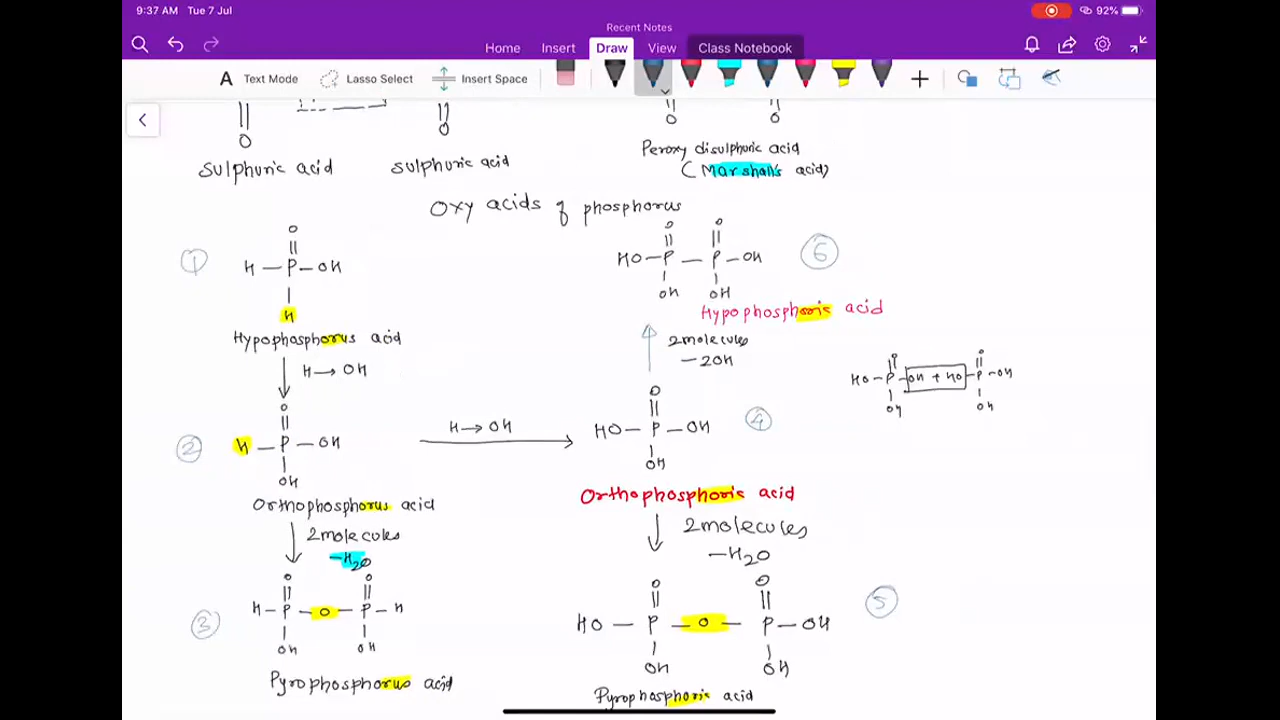 9:37 AM Tue 7 Jul
92%
Recent Notes
Home Insert Draw View Class Notebook
A Text Mode Lasso Select Insert Space
O O O O
Sulphuric acid sulphuric acid Peroxy disulphuric acid
(Marshall's acid)
Oxy acids of phosphorus
1
O
H — P — OH
H
Hypophosphorus acid
H → OH
6
O O
HO — P — P — OH
OH OH
Hypophosphoric acid
2 molecules
- 2OH
O O
HO - P - OH + HO - P - OH
OH OH
2
O
H — P — OH
OH
Orthophosphorus acid
H → OH
4
O
HO — P — OH
OH
Orthophosphoric acid
2 molecules
- H2O
3
O O
H - P - O - P - H
OH OH
Pyrophosphorus acid
2 molecules
- H2O
5
O O
HO — P — O — P — OH
OH OH
Pyrophosphoric acid